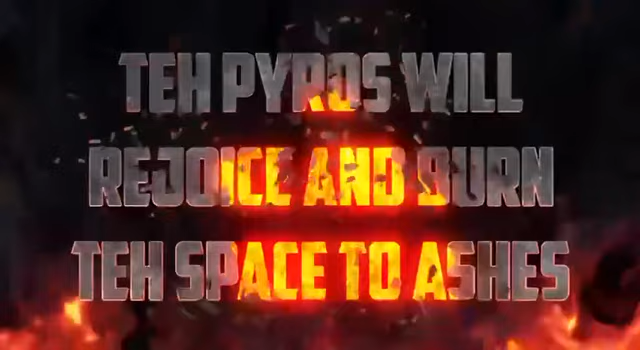 TEH PYROS WILL
REJOICE AND BURN
TEH SPACE TO ASHES